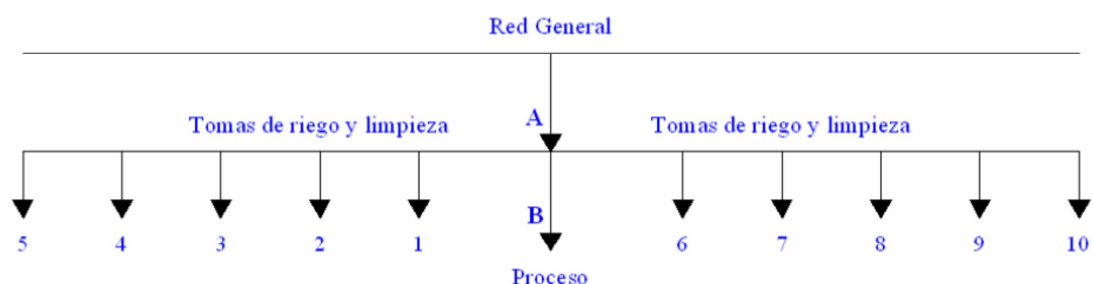 Red General
A
Tomas de riego y limpieza
Tomas de riego y limpieza
B
5 4 3 2 1 6 7 8 9 10
Proceso